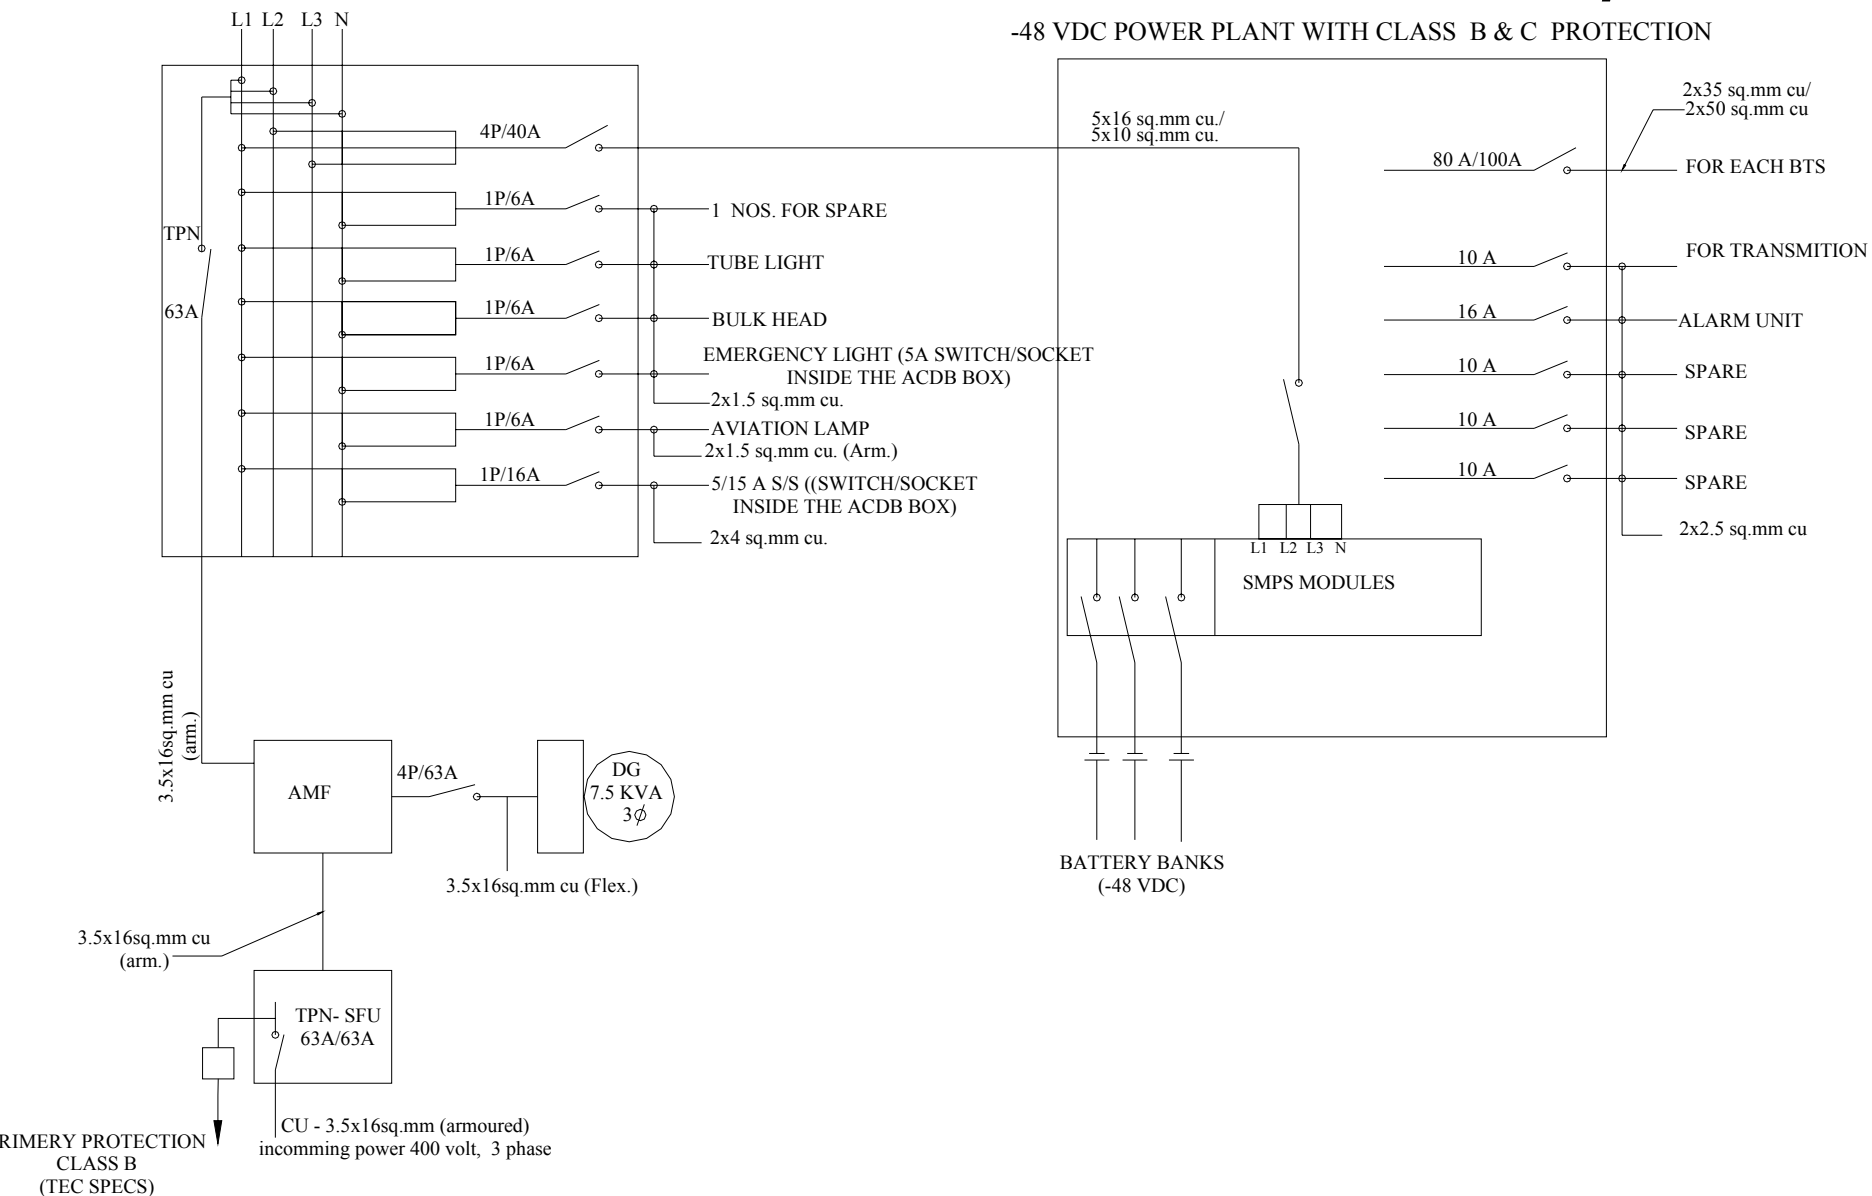 L1 L2 L3 N
-48 VDC POWER PLANT WITH CLASS B & C PROTECTION
4P/40A
1P/6A
1 NOS. FOR SPARE
TPN
63A
1P/6A
TUBE LIGHT
1P/6A
BULK HEAD
1P/6A
EMERGENCY LIGHT (5A SWITCH/SOCKET
INSIDE THE ACDB BOX)
2x1.5 sq.mm cu.
1P/6A
AVIATION LAMP
2x1.5 sq.mm cu. (Arm.)
1P/16A
5/15 A S/S ((SWITCH/SOCKET
INSIDE THE ACDB BOX)
2x4 sq.mm cu.
5x16 sq.mm cu./
5x10 sq.mm cu.
2x35 sq.mm cu/
2x50 sq.mm cu
80 A/100A
FOR EACH BTS
10 A
FOR TRANSMITION
16 A
ALARM UNIT
10 A
SPARE
10 A
SPARE
10 A
SPARE
2x2.5 sq.mm cu
L1 L2 L3 N
SMPS MODULES
BATTERY BANKS
(-48 VDC)
3.5x16sq.mm cu
(arm.)
AMF
4P/63A
DG
7.5 KVA
3ϕ
3.5x16sq.mm cu (Flex.)
3.5x16sq.mm cu
(arm.)
TPN- SFU
63A/63A
CU - 3.5x16sq.mm (armoured)
incomming power 400 volt, 3 phase
RIMERY PROTECTION
CLASS B
(TEC SPECS)